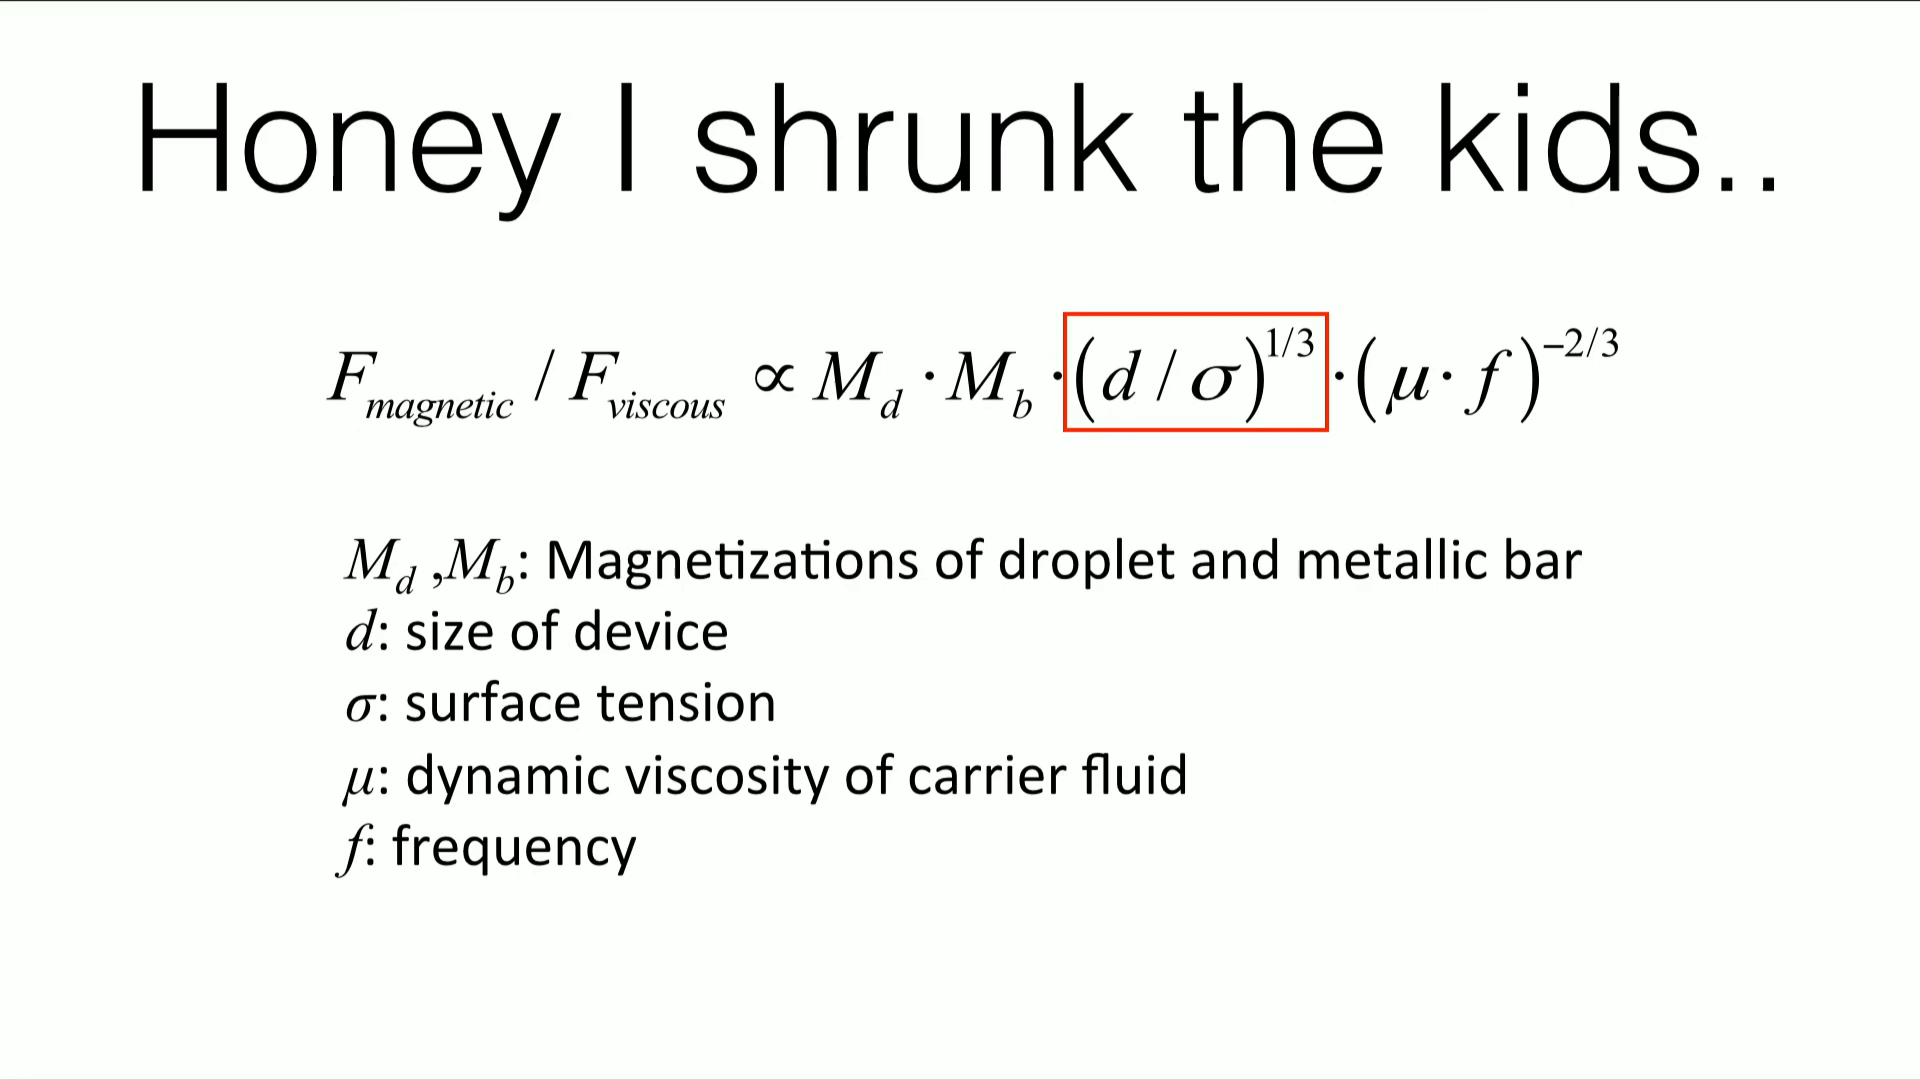 Honey I shrunk the kids..
F_magnetic / F_viscous ∝ M_d · M_b · (d / σ)^{1/3} · (μ · f)^{−2/3}
M_d ,M_b: Magnetizations of droplet and metallic bar
d: size of device
σ: surface tension
μ: dynamic viscosity of carrier fluid
f: frequency